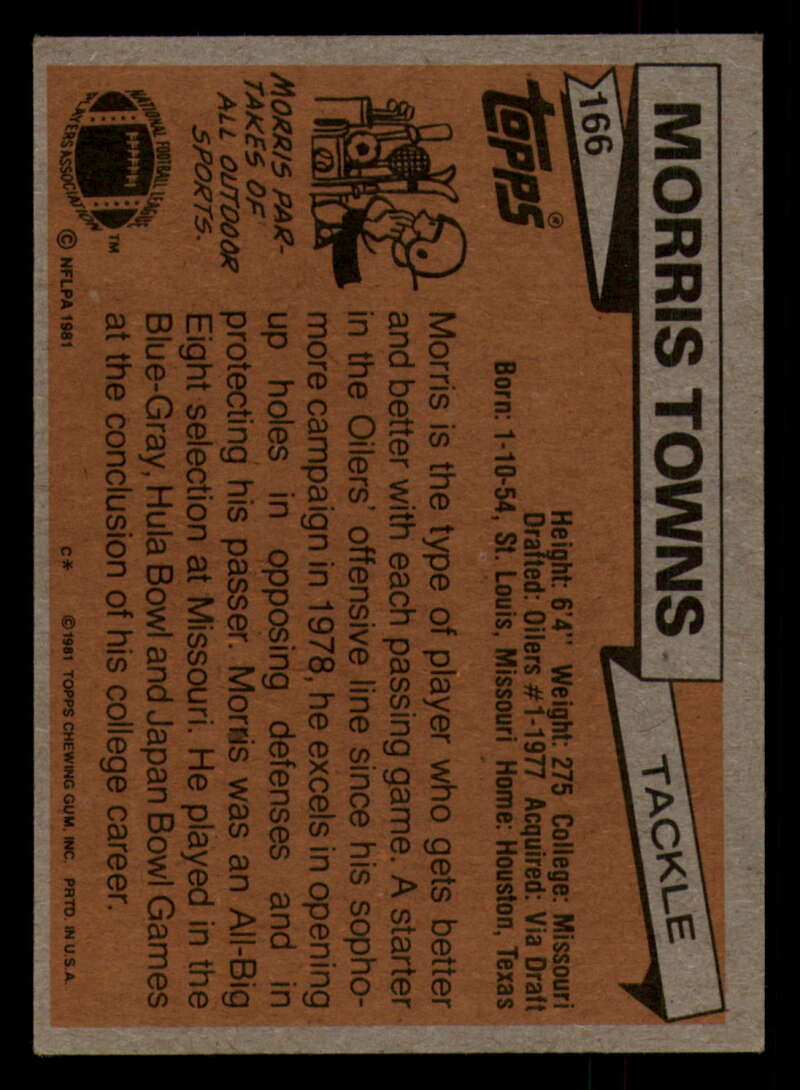 166
MORRIS TOWNS
TACKLE
TOPPS®
Height: 6'4" Weight: 275 College: Missouri
Drafted: Oilers #1-1977 Acquired: Via Draft
Born: 1-10-54, St. Louis, Missouri Home: Houston, Texas
Morris is the type of player who gets better
and better with each passing game. A starter
in the Oilers' offensive line since his sopho-
more campaign in 1978, he excels in opening
up holes in opposing defenses and in
protecting his passer. Morris was an All-Big
Eight selection at Missouri. He played in the
Blue-Gray, Hula Bowl and Japan Bowl Games
at the conclusion of his college career.
MORRIS PAR-
TAKES OF
ALL OUTDOOR
SPORTS.
NATIONAL FOOTBALL LEAGUE
PLAYERS ASSOCIATION
TM
© NFLPA 1981
C* ©1981 TOPPS CHEWING GUM, INC. PRTD. IN U.S.A.